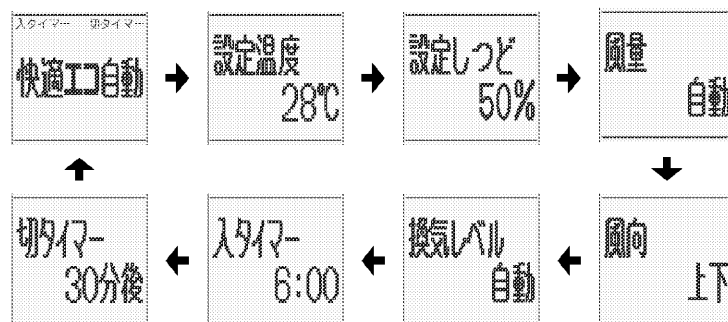 入タイマー 切タイマー
快適エコ自動
設定温度
28℃
設定しつど
50%
風量
自動
切タイマー
30分後
入タイマー
6:00
換気レベル
自動
風向
上下